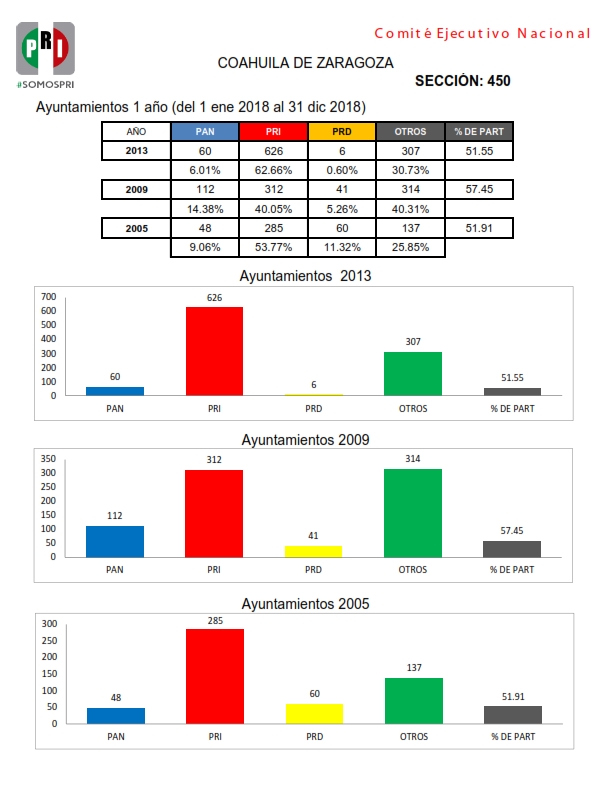 Comité Ejecutivo Nacional
PRI
#SOMOSPRI
COAHUILA DE ZARAGOZA
SECCIÓN: 450
Ayuntamientos 1 año (del 1 ene 2018 al 31 dic 2018)
AÑO PAN PRI PRD OTROS % DE PART
2013 60 626 6 307 51.55
6.01% 62.66% 0.60% 30.73%
2009 112 312 41 314 57.45
14.38% 40.05% 5.26% 40.31%
2005 48 285 60 137 51.91
9.06% 53.77% 11.32% 25.85%
Ayuntamientos 2013
700
600
500
400
300
200
100
0
60 626 6 307 51.55
PAN PRI PRD OTROS % DE PART
Ayuntamientos 2009
350
300
250
200
150
100
50
0
112 312 41 314 57.45
PAN PRI PRD OTROS % DE PART
Ayuntamientos 2005
300
250
200
150
100
50
0
48 285 60 137 51.91
PAN PRI PRD OTROS % DE PART